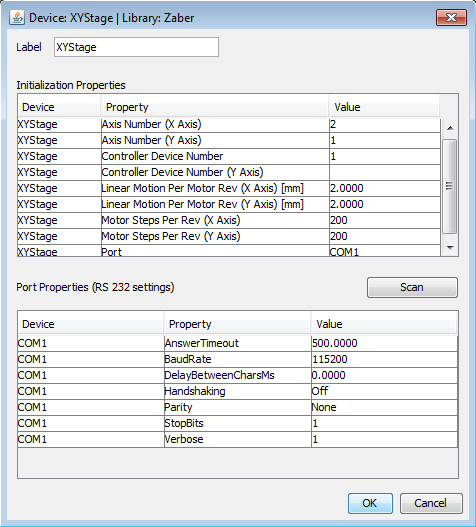 Device: XYStage | Library: Zaber
Label XYStage
Initialization Properties
Device Property Value
XYStage Axis Number (X Axis) 2
XYStage Axis Number (Y Axis) 1
XYStage Controller Device Number 1
XYStage Controller Device Number (Y Axis)
XYStage Linear Motion Per Motor Rev (X Axis) [mm] 2.0000
XYStage Linear Motion Per Motor Rev (Y Axis) [mm] 2.0000
XYStage Motor Steps Per Rev (X Axis) 200
XYStage Motor Steps Per Rev (Y Axis) 200
XYStage Port COM1
Port Properties (RS 232 settings) Scan
Device Property Value
COM1 AnswerTimeout 500.0000
COM1 BaudRate 115200
COM1 DelayBetweenCharsMs 0.0000
COM1 Handshaking Off
COM1 Parity None
COM1 StopBits 1
COM1 Verbose 1
OK Cancel